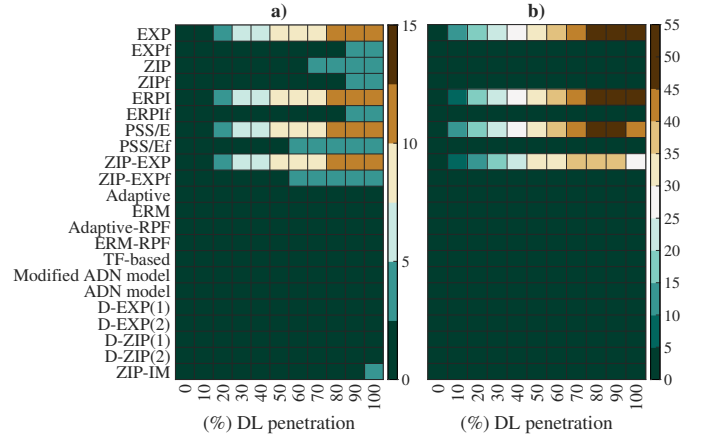 a)
b)
EXP
EXPf
ZIP
ZIPf
ERPI
ERPIf
PSS/E
PSS/Ef
ZIP-EXP
ZIP-EXPf
Adaptive
ERM
Adaptive-RPF
ERM-RPF
TF-based
Modified ADN model
ADN model
D-EXP(1)
D-EXP(2)
D-ZIP(1)
D-ZIP(2)
ZIP-IM
0 10 20 30 40 50 60 70 80 90 100
(%) DL penetration
15
10
5
0
0 10 20 30 40 50 60 70 80 90 100
(%) DL penetration
55
50
45
40
35
30
25
20
15
10
5
0